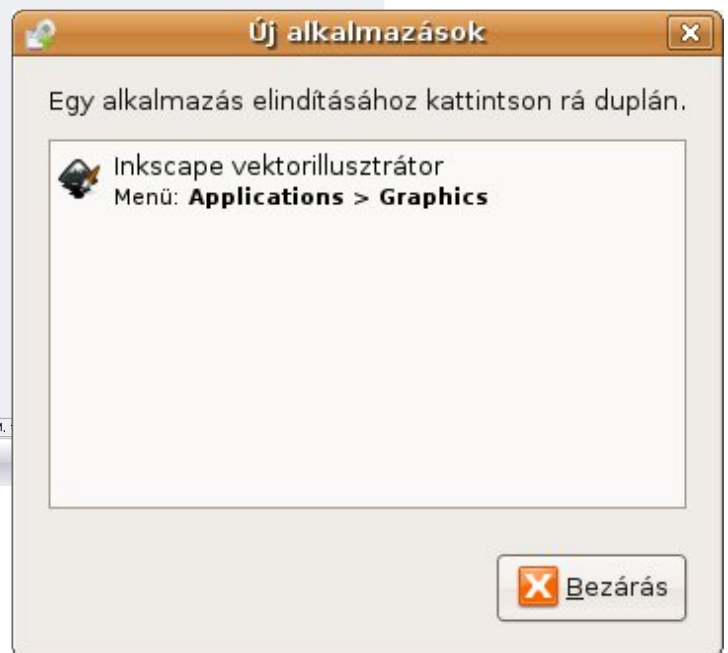 Új alkalmazások
Egy alkalmazás elindításához kattintson rá duplán.
Inkscape vektorillusztrátor
Menü: Applications > Graphics
Bezárás